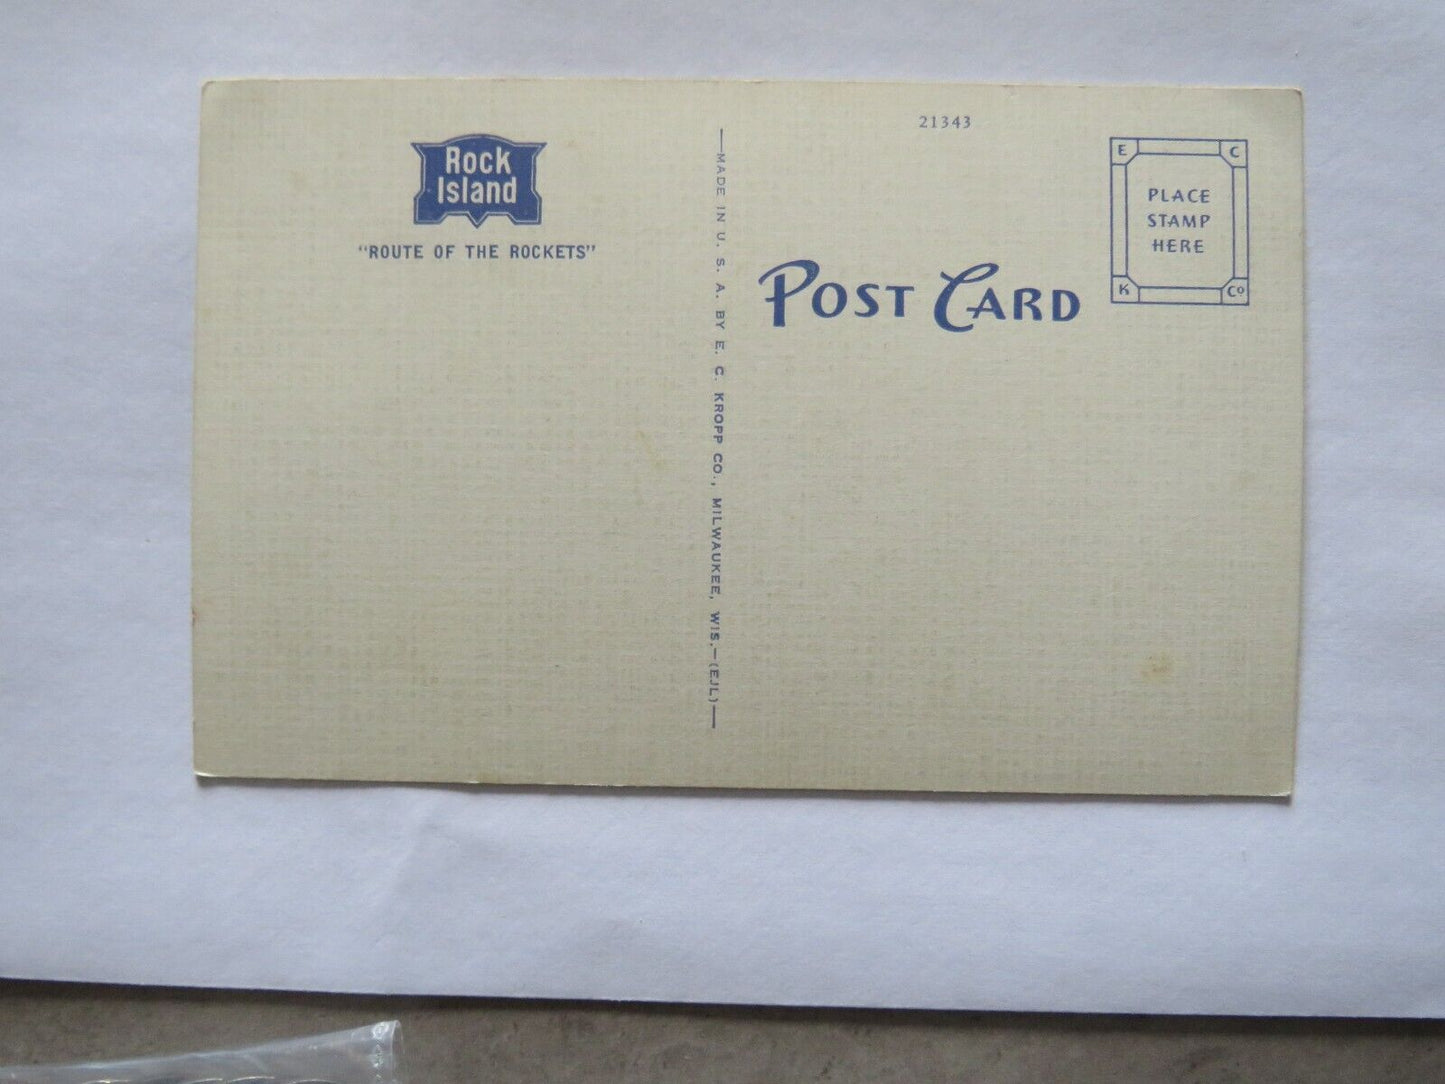 Rock
Island
"ROUTE OF THE ROCKETS"
—MADE IN U. S. A. BY E. C. KROPP CO., MILWAUKEE, WIS.—(EJL)—
21343
POST CARD
E C
PLACE
STAMP
HERE
K Co